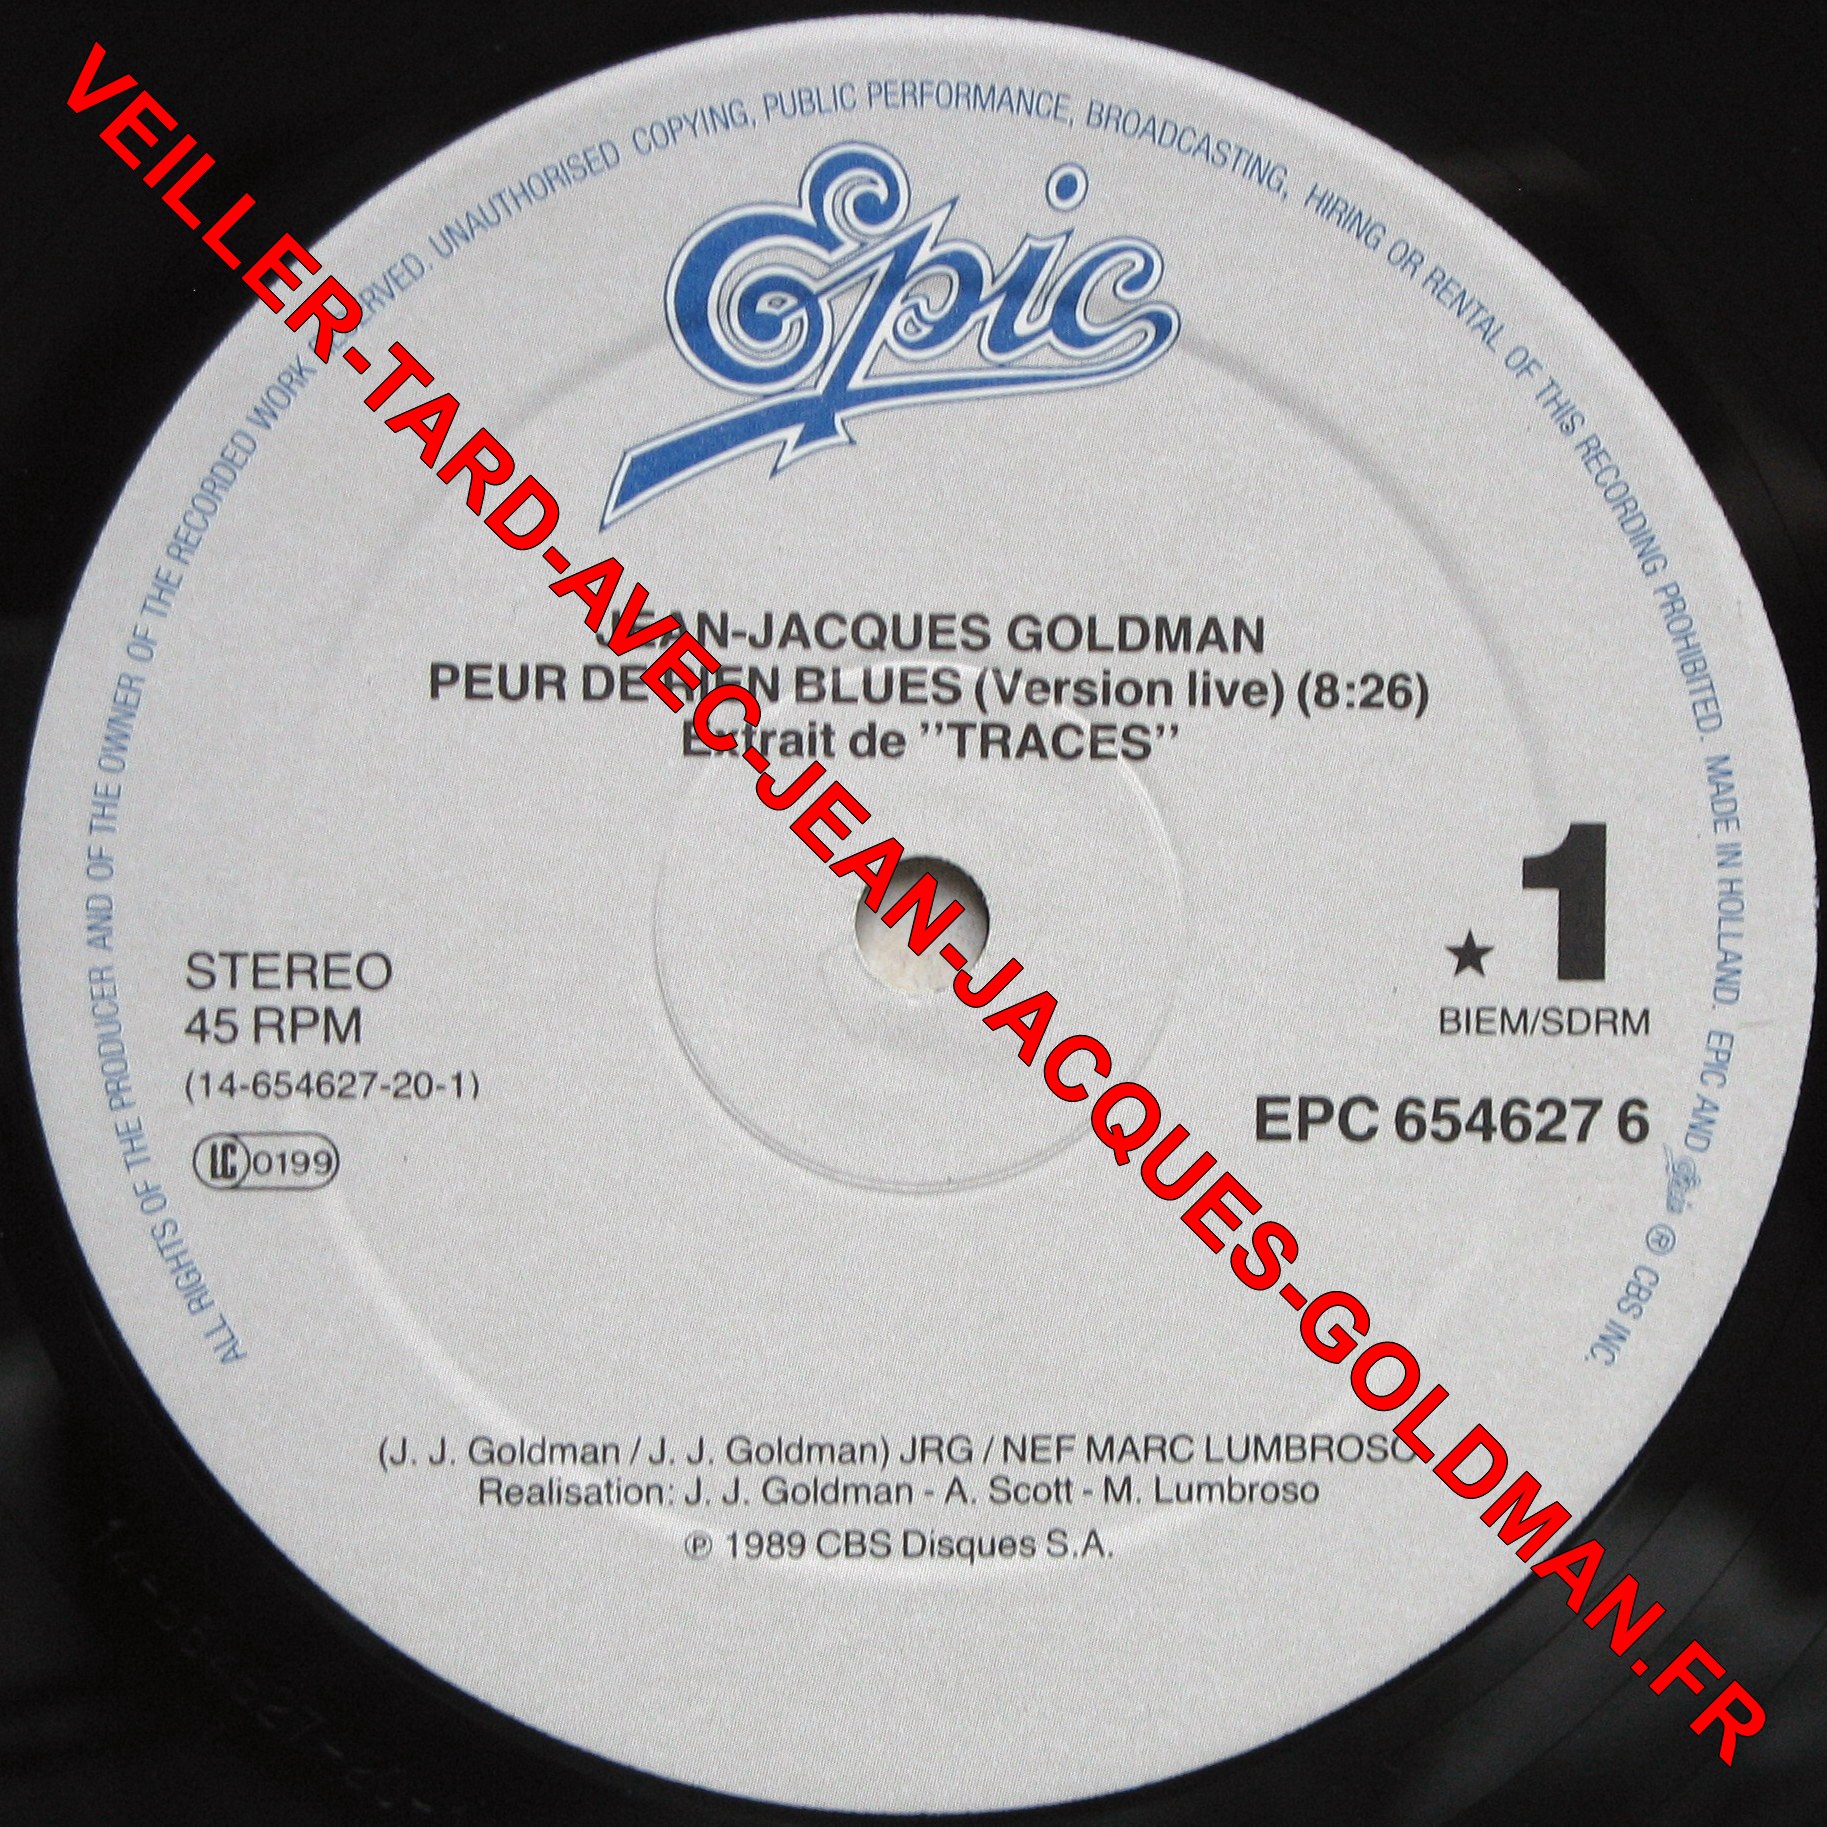 VEILLER-TARD-AVEC-JEAN-JACQUES-GOLDMAN.FR
ALL RIGHTS OF THE PRODUCER AND OF THE OWNER OF THE RECORDED WORK RESERVED. UNAUTHORISED COPYING, PUBLIC PERFORMANCE, BROADCASTING, HIRING OR RENTAL OF THIS RECORDING PROHIBITED. MADE IN HOLLAND. EPIC AND Epic ® CBS INC.
Epic
JEAN-JACQUES GOLDMAN
PEUR DE RIEN BLUES (Version live) (8:26)
Extrait de ''TRACES''
1
★
BIEM/SDRM
STEREO
45 RPM
(14-654627-20-1)
EPC 654627 6
LC 0199
(J. J. Goldman / J. J. Goldman) JRG / NEF MARC LUMBROSO
Realisation: J. J. Goldman - A. Scott - M. Lumbroso
℗ 1989 CBS Disques S.A.